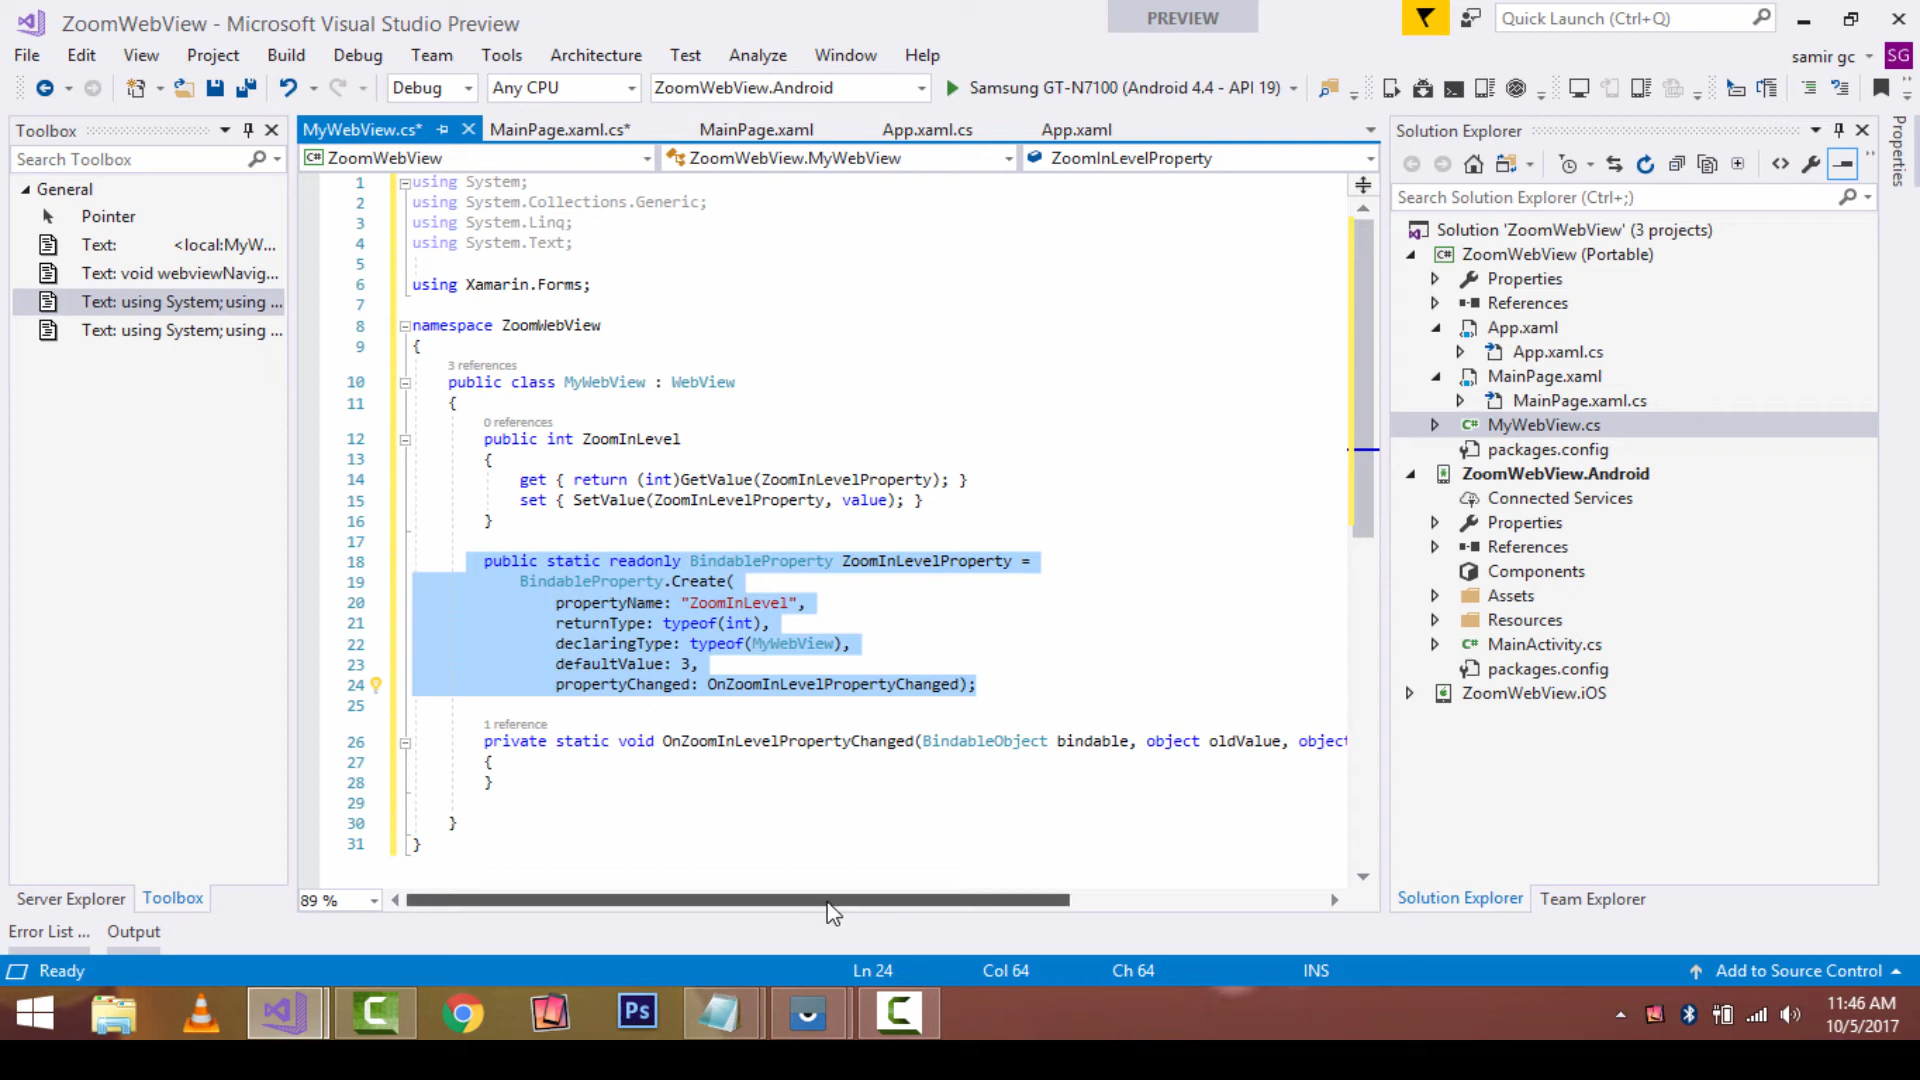 ZoomWebView - Microsoft Visual Studio Preview
PREVIEW
Quick Launch (Ctrl+Q)
File Edit View Project Build Debug Team Tools Architecture Test Analyze Window Help
samir gc
SG
Debug Any CPU ZoomWebView.Android Samsung GT-N7100 (Android 4.4 - API 19)
Toolbox
Search Toolbox
General
Pointer
Text: <local:MyW...
Text: void webviewNavig...
Text: using System;using ...
Text: using System;using ...
Server Explorer Toolbox
MyWebView.cs* MainPage.xaml.cs* MainPage.xaml App.xaml.cs App.xaml
ZoomWebView ZoomWebView.MyWebView ZoomInLevelProperty
1 using System;
2 using System.Collections.Generic;
3 using System.Linq;
4 using System.Text;
5
6 using Xamarin.Forms;
7
8 namespace ZoomWebView
9 {
3 references
10 public class MyWebView : WebView
11 {
0 references
12 public int ZoomInLevel
13 {
14 get { return (int)GetValue(ZoomInLevelProperty); }
15 set { SetValue(ZoomInLevelProperty, value); }
16 }
17
18 public static readonly BindableProperty ZoomInLevelProperty =
19 BindableProperty.Create(
20 propertyName: "ZoomInLevel",
21 returnType: typeof(int),
22 declaringType: typeof(MyWebView),
23 defaultValue: 3,
24 propertyChanged: OnZoomInLevelPropertyChanged);
25
1 reference
26 private static void OnZoomInLevelPropertyChanged(BindableObject bindable, object oldValue, object
27 {
28 }
29
30 }
31 }
89 %
Solution Explorer
Search Solution Explorer (Ctrl+;)
Solution 'ZoomWebView' (3 projects)
ZoomWebView (Portable)
Properties
References
App.xaml
App.xaml.cs
MainPage.xaml
MainPage.xaml.cs
MyWebView.cs
packages.config
ZoomWebView.Android
Connected Services
Properties
References
Components
Assets
Resources
MainActivity.cs
packages.config
ZoomWebView.iOS
Solution Explorer Team Explorer
Properties
Error List ... Output
Ready Ln 24 Col 64 Ch 64 INS Add to Source Control
Ps
11:46 AM
10/5/2017